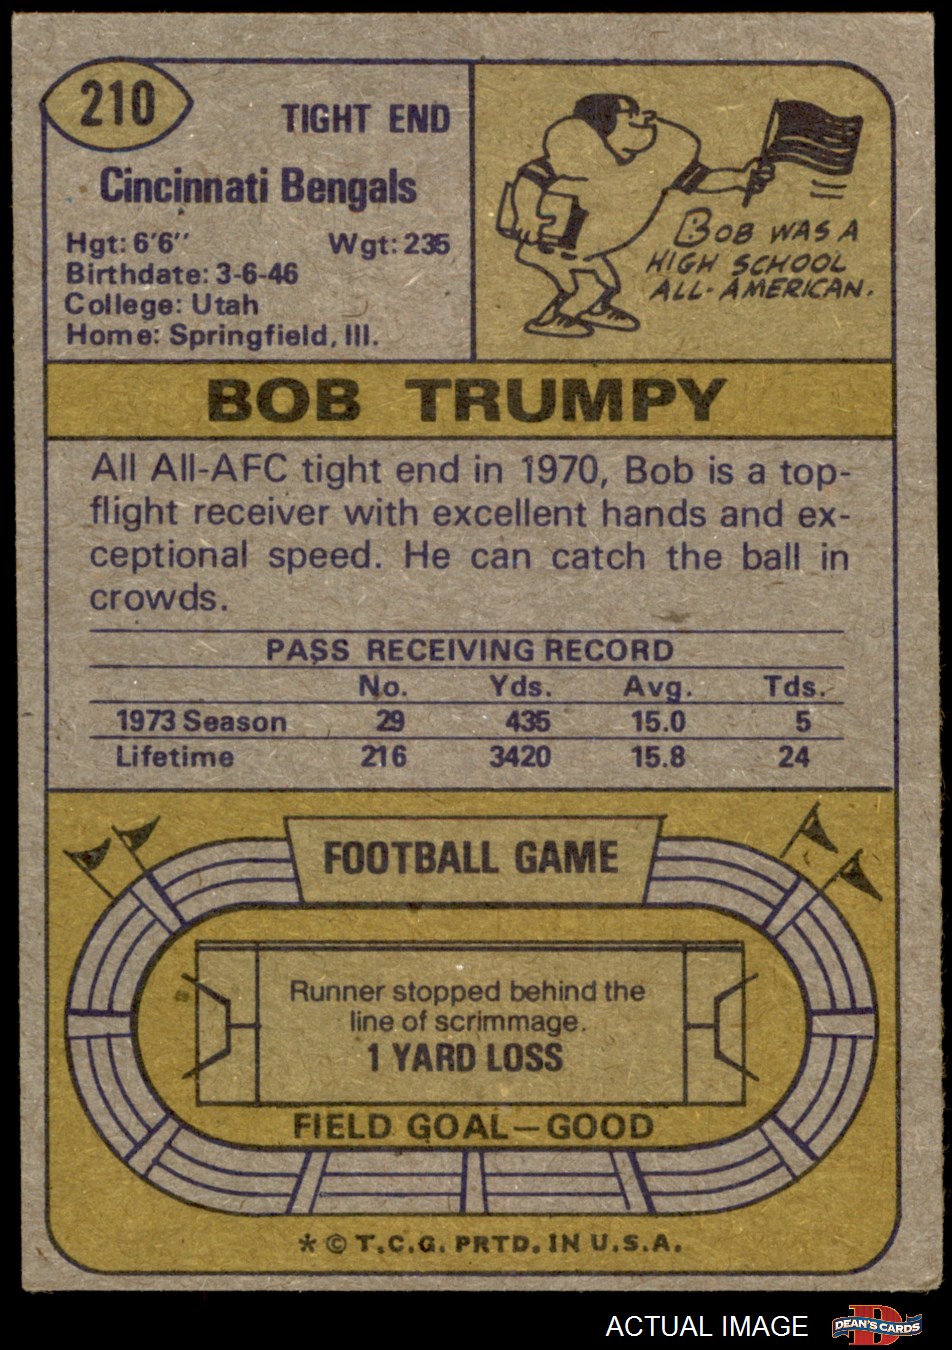 210
TIGHT END
Cincinnati Bengals
Hgt: 6'6" Wgt: 235
Birthdate: 3-6-46
College: Utah
Home: Springfield, Ill.
BOB WAS A
HIGH SCHOOL
ALL-AMERICAN.
BOB TRUMPY
All All-AFC tight end in 1970, Bob is a top-
flight receiver with excellent hands and ex-
ceptional speed. He can catch the ball in
crowds.
PASS RECEIVING RECORD
No. Yds. Avg. Tds.
1973 Season 29 435 15.0 5
Lifetime 216 3420 15.8 24
FOOTBALL GAME
Runner stopped behind the
line of scrimmage.
1 YARD LOSS
FIELD GOAL—GOOD
* © T.C.G. PRTD. IN U.S.A.
ACTUAL IMAGE
D
DEAN'S CARDS